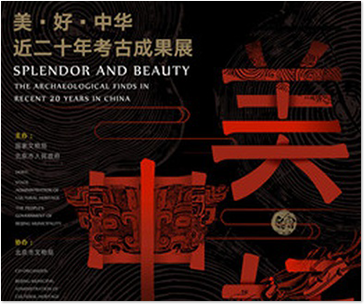 美·好·中华
近二十年考古成果展
SPLENDOR AND BEAUTY
THE ARCHAEOLOGICAL FINDS IN
RECENT 20 YEARS IN CHINA
美
中
主办：
国家文物局
北京市人民政府
HOST:
STATE
ADMINISTRATION OF
CULTURAL HERITAGE
THE PEOPLE'S
GOVERNMENT OF
BEIJING MUNICIPALITY
协办：
北京市文物局
CO-ORGANIZER:
BEIJING MUNICIPAL
ADMINISTRATION OF
CULTURAL HERITAGE